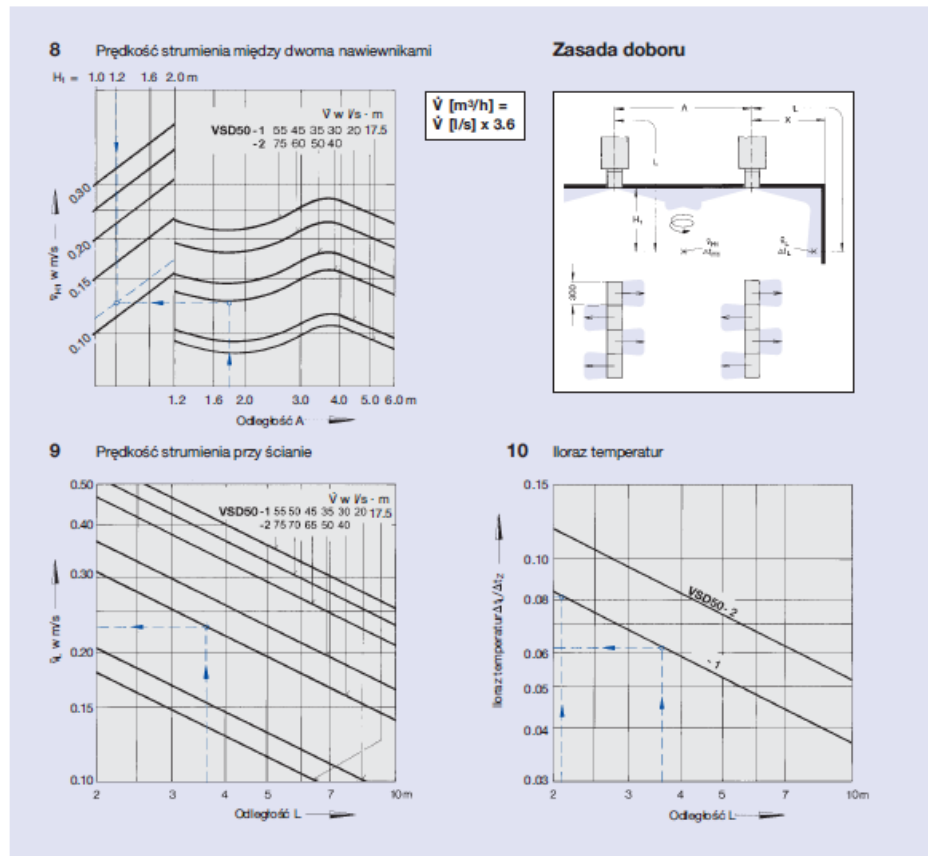 8 Prędkość strumienia między dwoma nawiewnikami
H₁ = 1.0 1.2 1.6 2.0 m
V̇ w l/s · m
VSD50 - 1 55 45 35 30 20 17.5
- 2 75 60 50 40
0.30
0.20
0.15
0.10
v̄H1 w m/s
1.2 1.6 2.0 3.0 4.0 5.0 6.0 m
Odległość A
V̇ [m³/h] =
V̇ [l/s] x 3.6
Zasada doboru
A
L
X
L
H₁
300
9 Prędkość strumienia przy ścianie
0.50
V̇ w l/s · m
VSD50 - 1 55 50 45 35 30 20 17.5
- 2 75 70 65 50 40
0.40
0.30
0.20
0.15
0.10
v̄L w m/s
2 3 4 5 7 10 m
Odległość L
10 Iloraz temperatur
0.15
0.10
0.08
0.06
0.05
0.04
0.03
VSD50 - 2
- 1
Iloraz temperatur ΔtL/Δtz
2 3 4 5 7 10 m
Odległość L